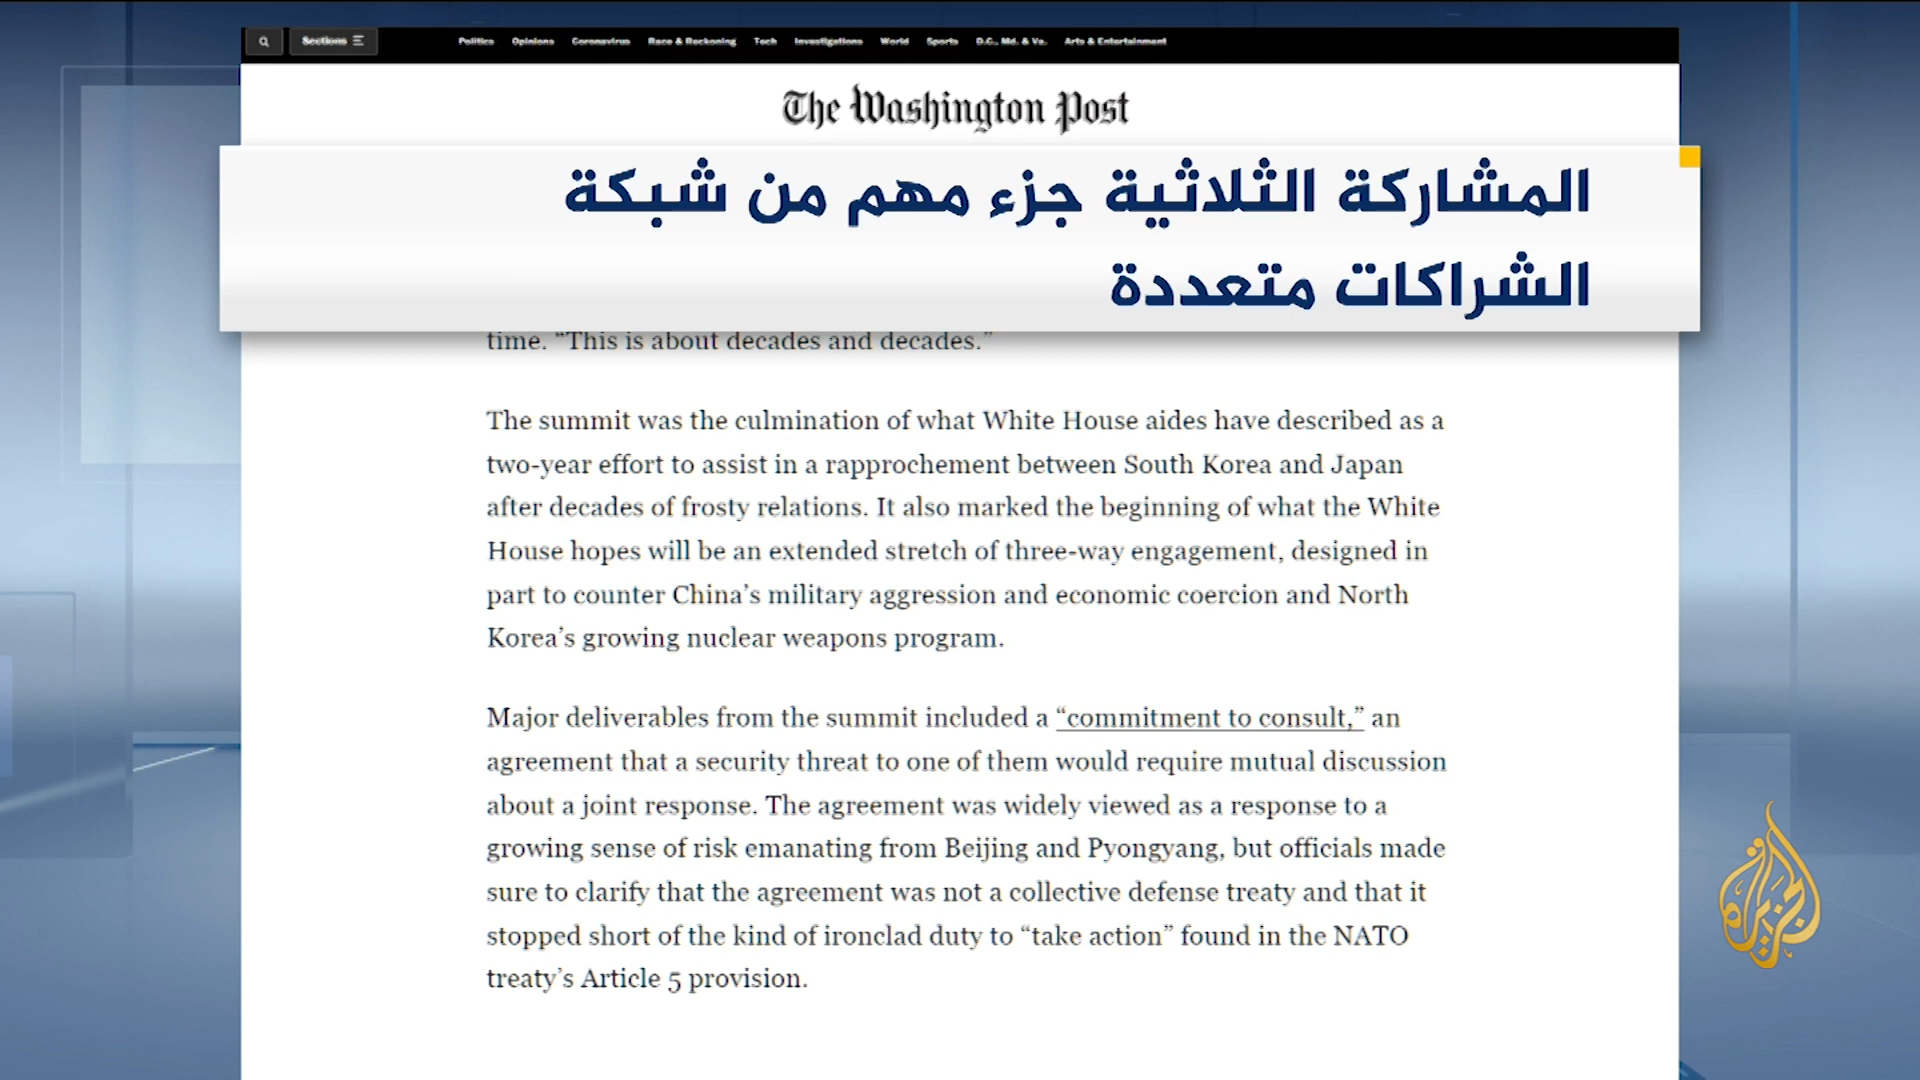 Sections
Politics Opinions Coronavirus Race & Reckoning Tech Investigations World Sports D.C., Md. & Va. Arts & Entertainment
The Washington Post
المشاركة الثلاثية جزء مهم من شبكة
الشراكات متعددة
time. “This is about decades and decades.”
The summit was the culmination of what White House aides have described as a
two-year effort to assist in a rapprochement between South Korea and Japan
after decades of frosty relations. It also marked the beginning of what the White
House hopes will be an extended stretch of three-way engagement, designed in
part to counter China’s military aggression and economic coercion and North
Korea’s growing nuclear weapons program.
Major deliverables from the summit included a “commitment to consult,” an
agreement that a security threat to one of them would require mutual discussion
about a joint response. The agreement was widely viewed as a response to a
growing sense of risk emanating from Beijing and Pyongyang, but officials made
sure to clarify that the agreement was not a collective defense treaty and that it
stopped short of the kind of ironclad duty to “take action” found in the NATO
treaty’s Article 5 provision.
الجزيرة